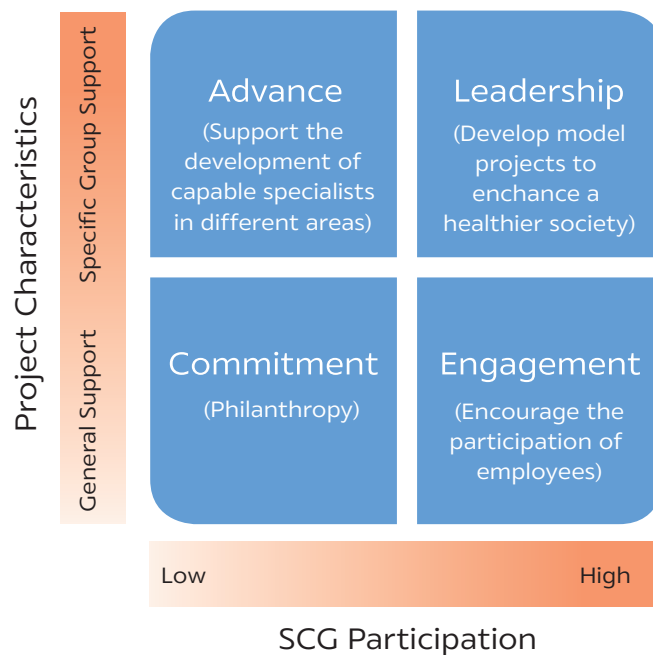 Project Characteristics
Specific Group Support
General Support
Advance
(Support the
development of
capable specialists
in different areas)
Leadership
(Develop model
projects to
enchance a
healthier society)
Commitment
(Philanthropy)
Engagement
(Encourage the
participation of
employees)
Low
High
SCG Participation